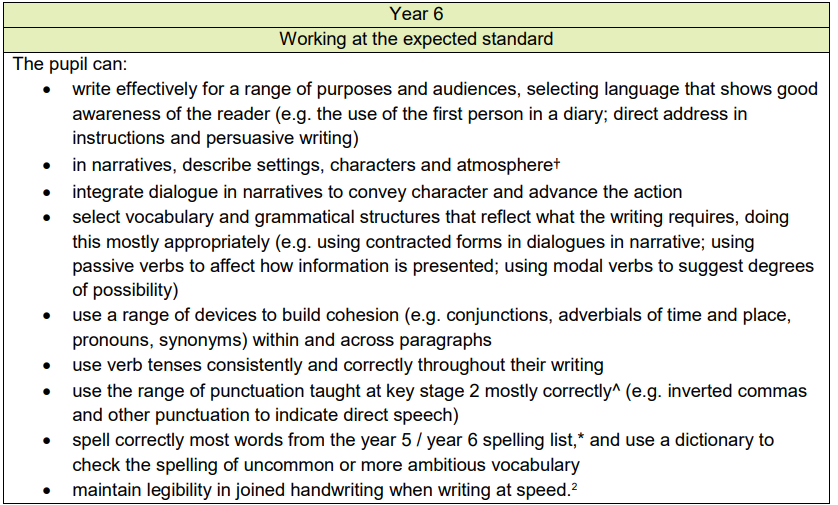 Year 6
Working at the expected standard
The pupil can:
• write effectively for a range of purposes and audiences, selecting language that shows good
awareness of the reader (e.g. the use of the first person in a diary; direct address in
instructions and persuasive writing)
• in narratives, describe settings, characters and atmosphere†
• integrate dialogue in narratives to convey character and advance the action
• select vocabulary and grammatical structures that reflect what the writing requires, doing
this mostly appropriately (e.g. using contracted forms in dialogues in narrative; using
passive verbs to affect how information is presented; using modal verbs to suggest degrees
of possibility)
• use a range of devices to build cohesion (e.g. conjunctions, adverbials of time and place,
pronouns, synonyms) within and across paragraphs
• use verb tenses consistently and correctly throughout their writing
• use the range of punctuation taught at key stage 2 mostly correctly^ (e.g. inverted commas
and other punctuation to indicate direct speech)
• spell correctly most words from the year 5 / year 6 spelling list,* and use a dictionary to
check the spelling of uncommon or more ambitious vocabulary
• maintain legibility in joined handwriting when writing at speed.²